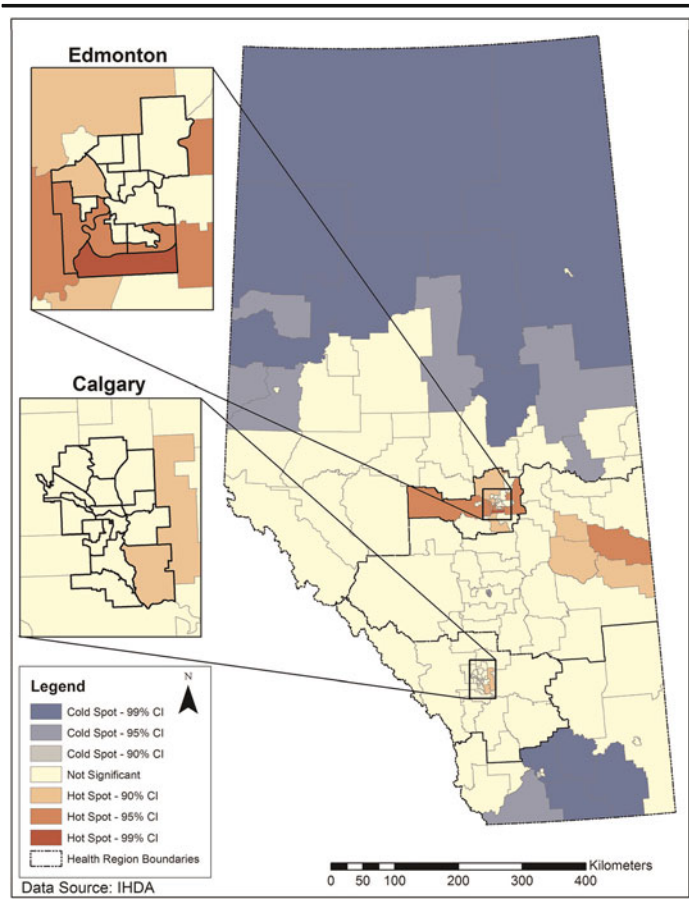 Edmonton
Calgary
Legend
N
Cold Spot - 99% CI
Cold Spot - 95% CI
Cold Spot - 90% CI
Not Significant
Hot Spot - 90% CI
Hot Spot - 95% CI
Hot Spot - 99% CI
Health Region Boundaries
Data Source: IHDA
Kilometers
0 50 100 200 300 400